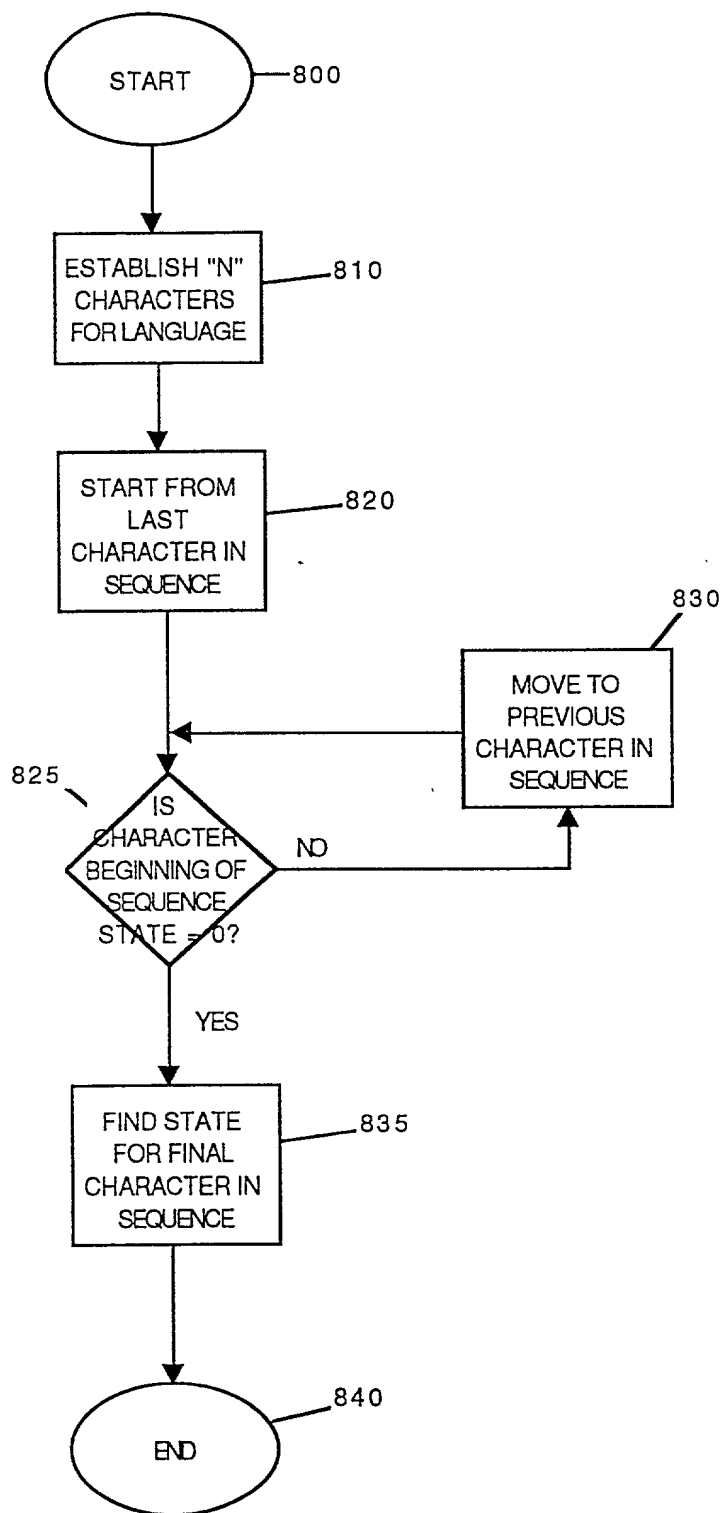 START
800
ESTABLISH "N"
CHARACTERS
FOR LANGUAGE
810
START FROM
LAST
CHARACTER IN
SEQUENCE
820
830
MOVE TO
PREVIOUS
CHARACTER IN
SEQUENCE
825
IS
CHARACTER
BEGINNING OF
SEQUENCE
STATE = 0?
NO
YES
FIND STATE
FOR FINAL
CHARACTER IN
SEQUENCE
835
840
END